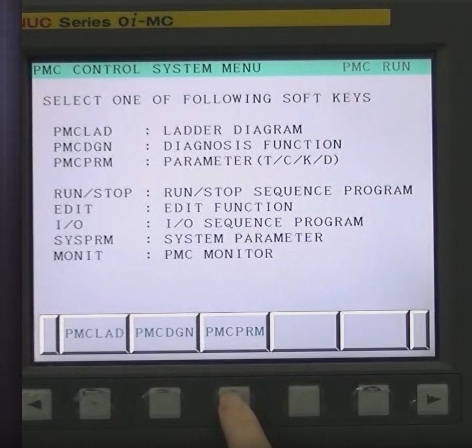 UC Series 0i-MC
PMC CONTROL SYSTEM MENU PMC RUN
SELECT ONE OF FOLLOWING SOFT KEYS
PMCLAD : LADDER DIAGRAM
PMCDGN : DIAGNOSIS FUNCTION
PMCPRM : PARAMETER(T/C/K/D)
RUN/STOP : RUN/STOP SEQUENCE PROGRAM
EDIT : EDIT FUNCTION
I/O : I/O SEQUENCE PROGRAM
SYSPRM : SYSTEM PARAMETER
MONIT : PMC MONITOR
PMCLAD PMCDGN PMCPRM